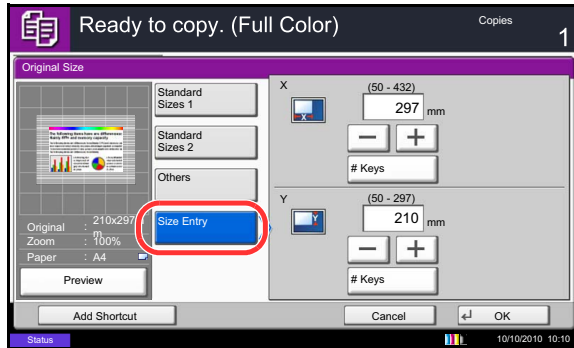 Ready to copy. (Full Color)
Copies
1
Original Size
Standard
Sizes 1
Standard
Sizes 2
Others
Size Entry
Original : 210x297m
m
Zoom : 100%
Paper : A4
Preview
X
(50 - 432)
297 mm
# Keys
Y
(50 - 297)
210 mm
# Keys
Add Shortcut
Cancel
OK
Status
10/10/2010 10:10